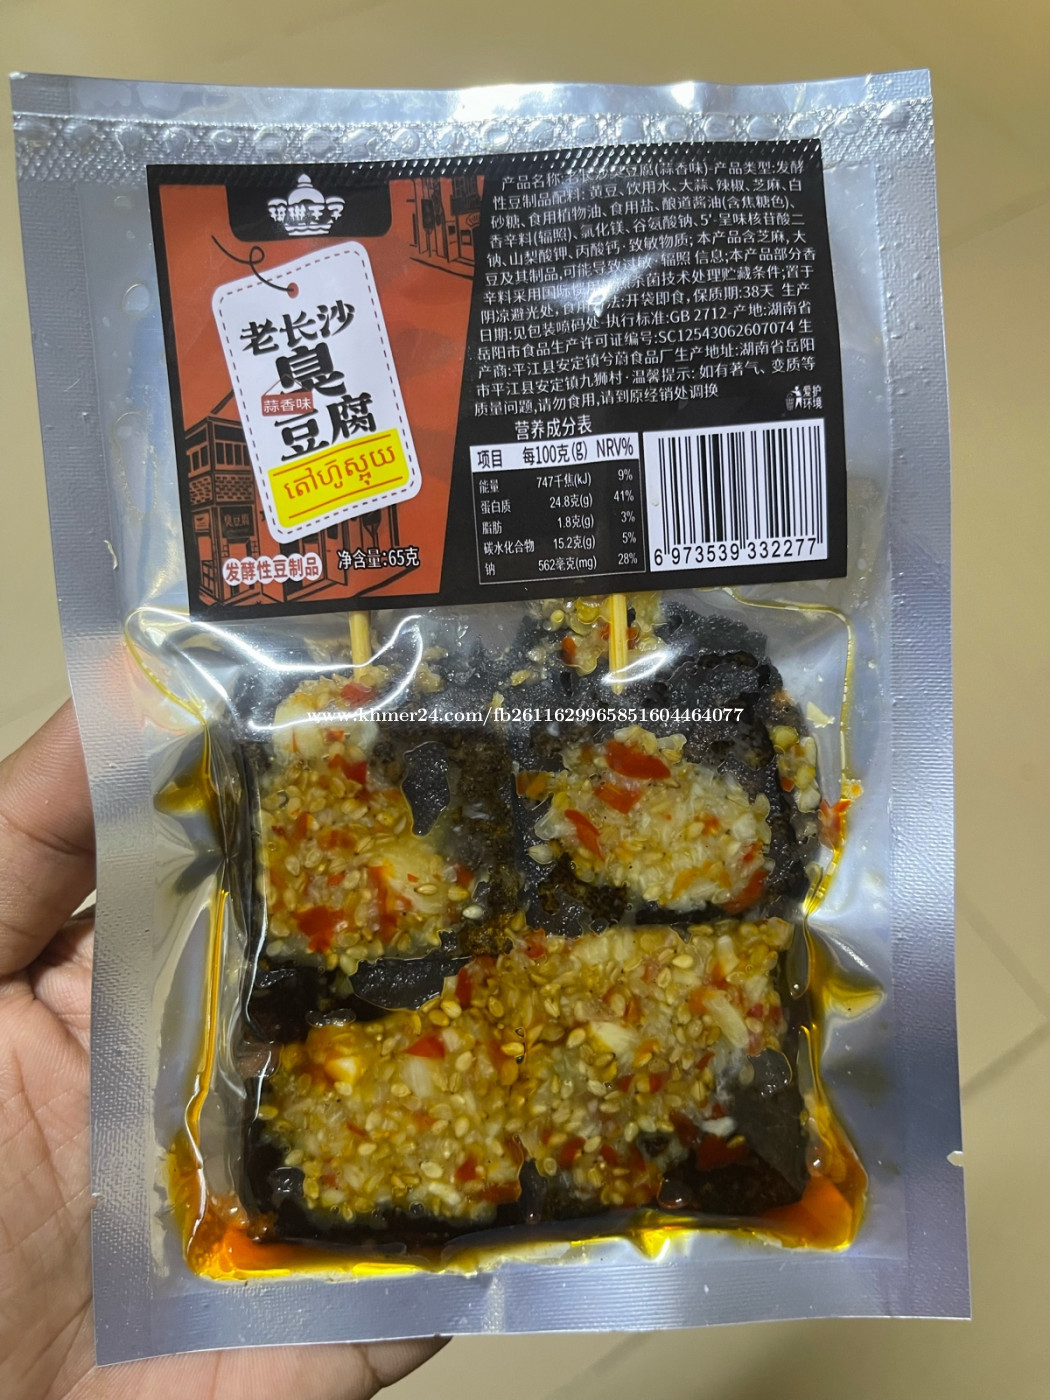 老长沙
臭
豆腐
蒜香味
តៅហ៊ូស្អុយ
发酵性豆制品
净含量:65克
臭豆腐
产品名称: 豆腐(蒜香味)·产品类型:发酵
性豆制品配料: 黄豆、饮用水、大蒜、辣椒、芝麻、白
砂糖、食用植物油、食用盐、酿造酱油(含焦糖色)、
香辛料(辐照)、氯化镁、谷氨酸钠、5'-呈味核苷酸二
钠、山梨酸钾、丙酸钙·致敏物质; 本产品含芝麻,大
豆及其制品,可能导致 辐照 信息;本产品部分香
辛料采用国际 杀菌技术处理贮藏条件;置于
阴凉避光处,食用 法:开袋即食,保质期:38天 生产
日期:见包装喷码处·执行标准:GB 2712·产地:湖南省
岳阳市食品生产许可证编号:SC12543062607074 生
产商:平江县安定镇兮蔚食品厂生产地址:湖南省岳阳
市平江县安定镇九狮村·温馨提示: 如有著气、变质等
质量问题,请勿食用,请到原经销处调换
爱护
环境
营养成分表
项目 每100克(g) NRV%
能量 747千焦(kJ) 9%
蛋白质 24.8克(g) 41%
脂肪 1.8克(g) 3%
碳水化合物 15.2克(g) 5%
钠 562毫克(mg) 28%
6 973539 332277
www.khmer24.com/fb2611629965851604464077